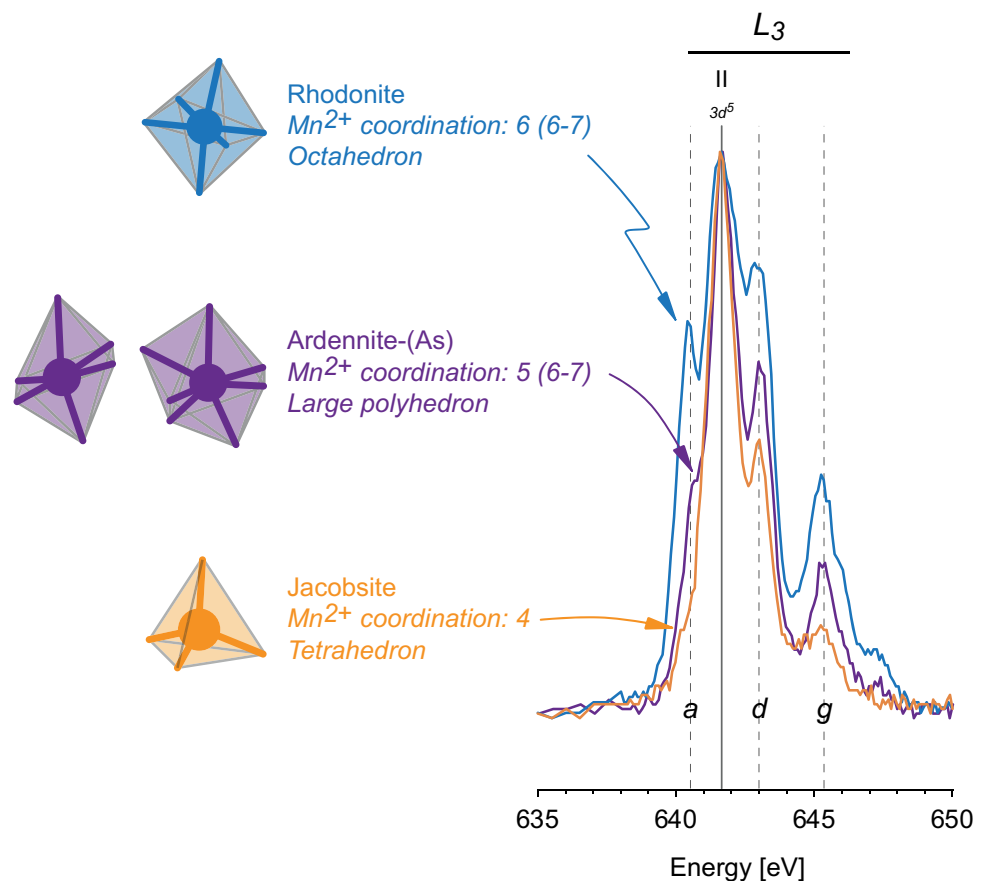 L3
II
3d5
Rhodonite
Mn2+ coordination: 6 (6-7)
Octahedron
Ardennite-(As)
Mn2+ coordination: 5 (6-7)
Large polyhedron
Jacobsite
Mn2+ coordination: 4
Tetrahedron
a d g
635 640 645 650
Energy [eV]